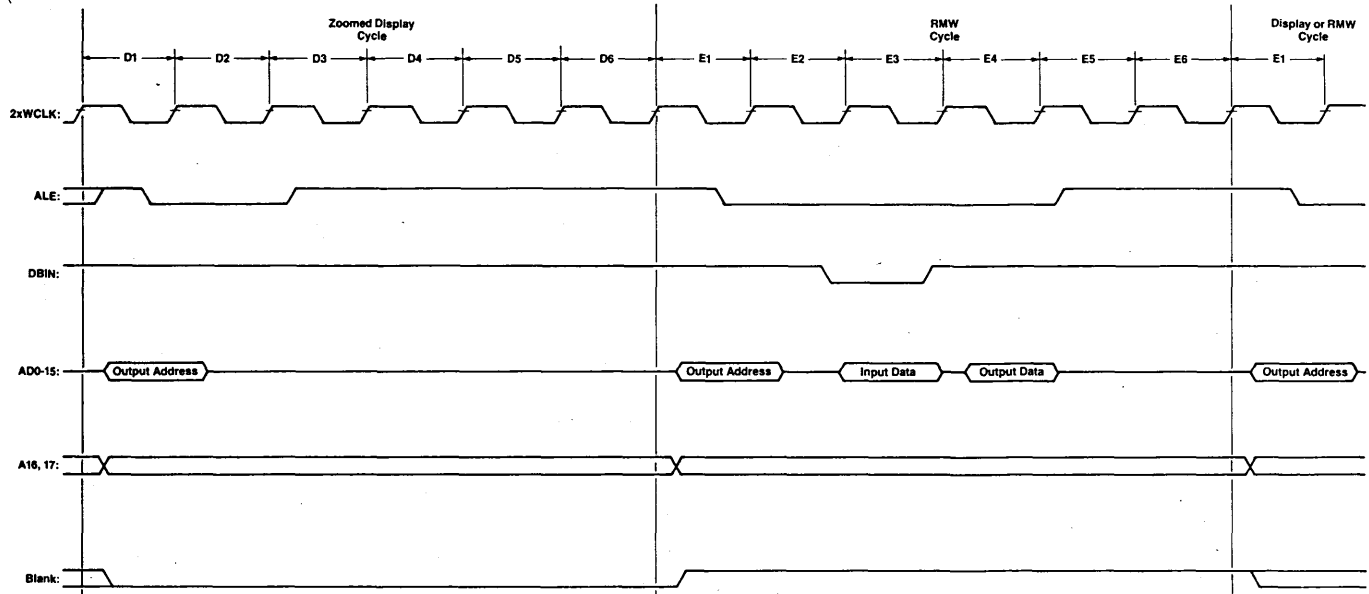 Zoomed Display
Cycle
RMW
Cycle
Display or RMW
Cycle
D1 D2 D3 D4 D5 D6 E1 E2 E3 E4 E5 E6 E1
2xWCLK:
ALE:
DBIN:
AD0-15: Output Address Output Address Input Data Output Data Output Address
A16, 17:
Blank: